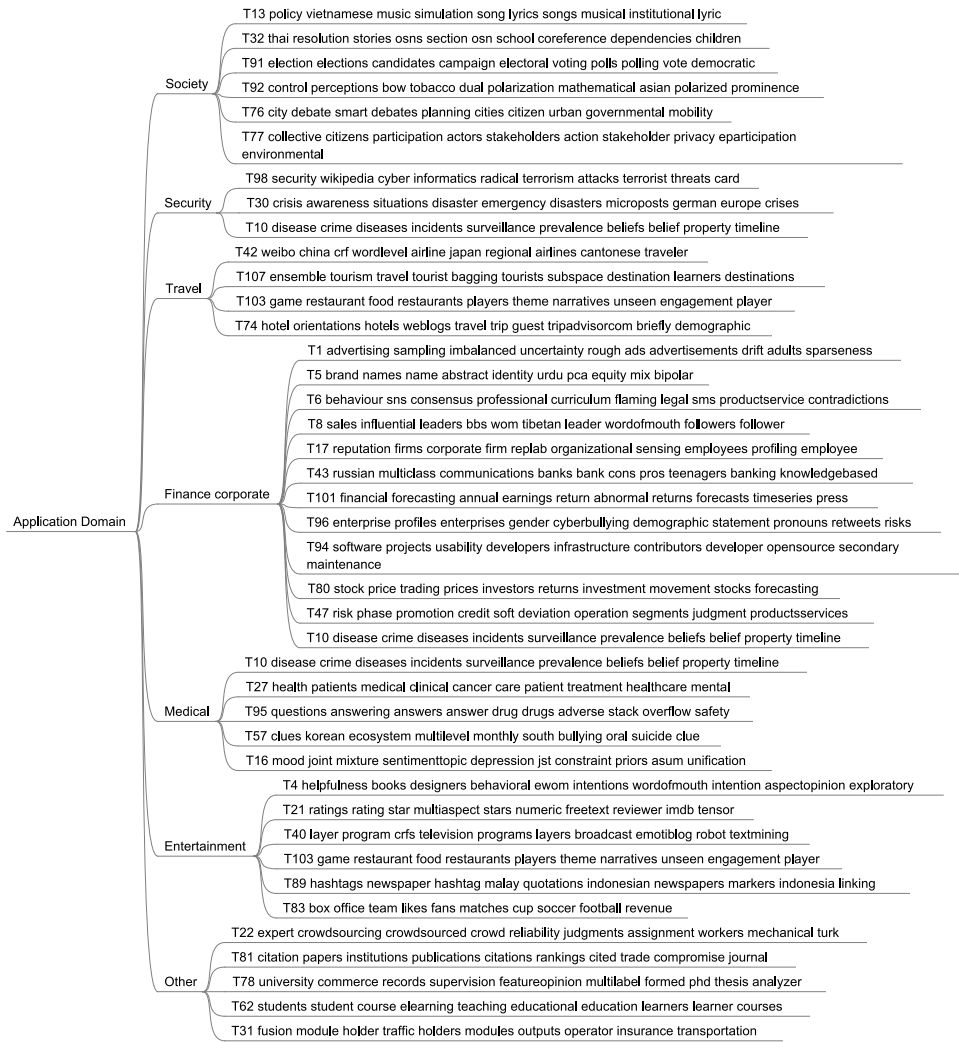 Application Domain
Society
T13 policy vietnamese music simulation song lyrics songs musical institutional lyric
T32 thai resolution stories osns section osn school coreference dependencies children
T91 election elections candidates campaign electoral voting polls polling vote democratic
T92 control perceptions bow tobacco dual polarization mathematical asian polarized prominence
T76 city debate smart debates planning cities citizen urban governmental mobility
T77 collective citizens participation actors stakeholders action stakeholder privacy eparticipation
environmental
Security
T98 security wikipedia cyber informatics radical terrorism attacks terrorist threats card
T30 crisis awareness situations disaster emergency disasters microposts german europe crises
T10 disease crime diseases incidents surveillance prevalence beliefs belief property timeline
Travel
T42 weibo china crf wordlevel airline japan regional airlines cantonese traveler
T107 ensemble tourism travel tourist bagging tourists subspace destination learners destinations
T103 game restaurant food restaurants players theme narratives unseen engagement player
T74 hotel orientations hotels weblogs travel trip guest tripadvisorcom briefly demographic
Finance corporate
T1 advertising sampling imbalanced uncertainty rough ads advertisements drift adults sparseness
T5 brand names name abstract identity urdu pca equity mix bipolar
T6 behaviour sns consensus professional curriculum flaming legal sms productservice contradictions
T8 sales influential leaders bbs wom tibetan leader wordofmouth followers follower
T17 reputation firms corporate firm replab organizational sensing employees profiling employee
T43 russian multiclass communications banks bank cons pros teenagers banking knowledgebased
T101 financial forecasting annual earnings return abnormal returns forecasts timeseries press
T96 enterprise profiles enterprises gender cyberbullying demographic statement pronouns retweets risks
T94 software projects usability developers infrastructure contributors developer opensource secondary
maintenance
T80 stock price trading prices investors returns investment movement stocks forecasting
T47 risk phase promotion credit soft deviation operation segments judgment productsservices
T10 disease crime diseases incidents surveillance prevalence beliefs belief property timeline
Medical
T10 disease crime diseases incidents surveillance prevalence beliefs belief property timeline
T27 health patients medical clinical cancer care patient treatment healthcare mental
T95 questions answering answers answer drug drugs adverse stack overflow safety
T57 clues korean ecosystem multilevel monthly south bullying oral suicide clue
T16 mood joint mixture sentimenttopic depression jst constraint priors asum unification
Entertainment
T4 helpfulness books designers behavioral ewom intentions wordofmouth intention aspectopinion exploratory
T21 ratings rating star multiaspect stars numeric freetext reviewer imdb tensor
T40 layer program crfs television programs layers broadcast emotiblog robot textmining
T103 game restaurant food restaurants players theme narratives unseen engagement player
T89 hashtags newspaper hashtag malay quotations indonesian newspapers markers indonesia linking
T83 box office team likes fans matches cup soccer football revenue
Other
T22 expert crowdsourcing crowdsourced crowd reliability judgments assignment workers mechanical turk
T81 citation papers institutions publications citations rankings cited trade compromise journal
T78 university commerce records supervision featureopinion multilabel formed phd thesis analyzer
T62 students student course elearning teaching educational education learners learner courses
T31 fusion module holder traffic holders modules outputs operator insurance transportation